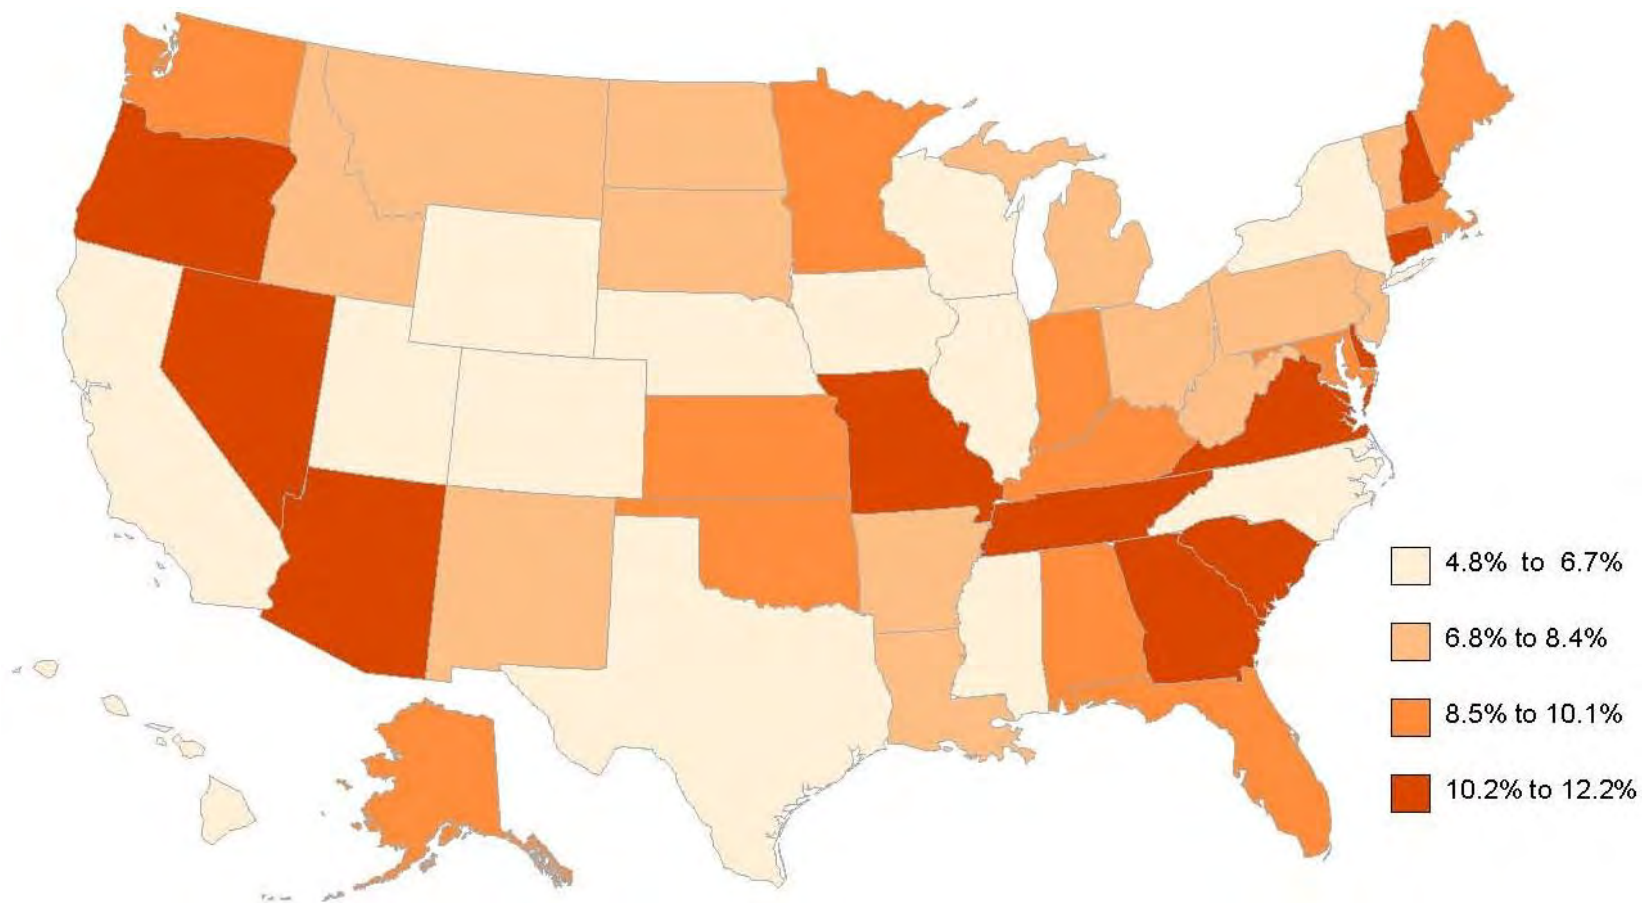 4.8% to 6.7%
6.8% to 8.4%
8.5% to 10.1%
10.2% to 12.2%